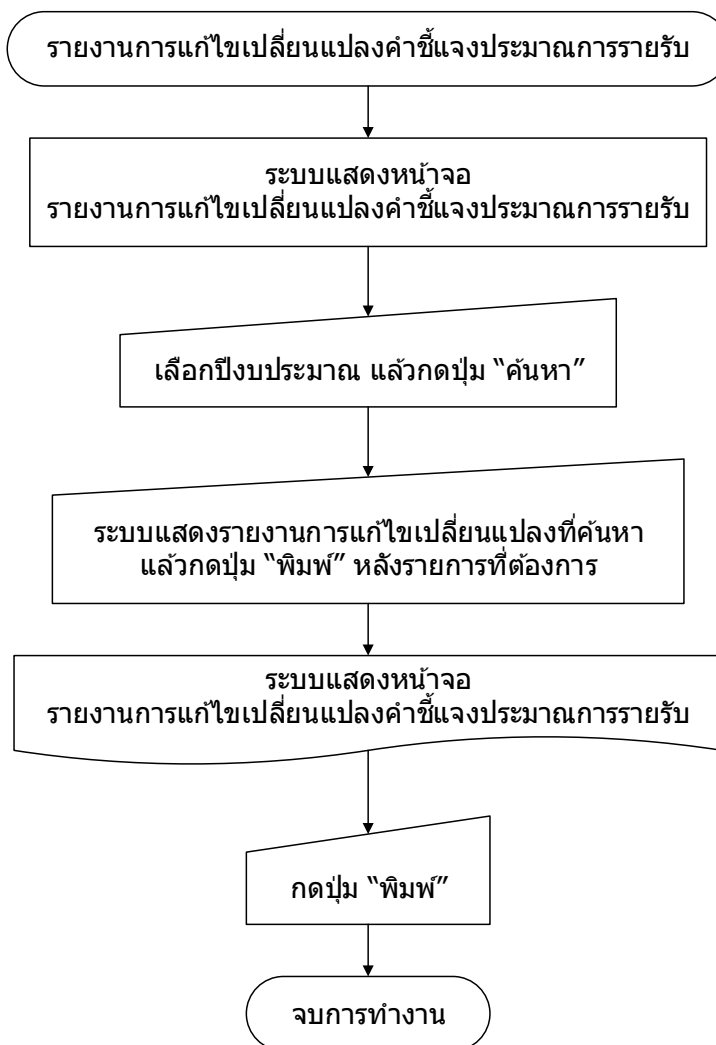 รายงานการแก้ไขเปลี่ยนแปลงคำชี้แจงประมาณการรายรับ
ระบบแสดงหน้าจอ
รายงานการแก้ไขเปลี่ยนแปลงคำชี้แจงประมาณการรายรับ
เลือกปีงบประมาณ แล้วกดปุ่ม “ค้นหา”
ระบบแสดงรายงานการแก้ไขเปลี่ยนแปลงที่ค้นหา
แล้วกดปุ่ม “พิมพ์” หลังรายการที่ต้องการ
ระบบแสดงหน้าจอ
รายงานการแก้ไขเปลี่ยนแปลงคำชี้แจงประมาณการรายรับ
กดปุ่ม “พิมพ์”
จบการทำงาน